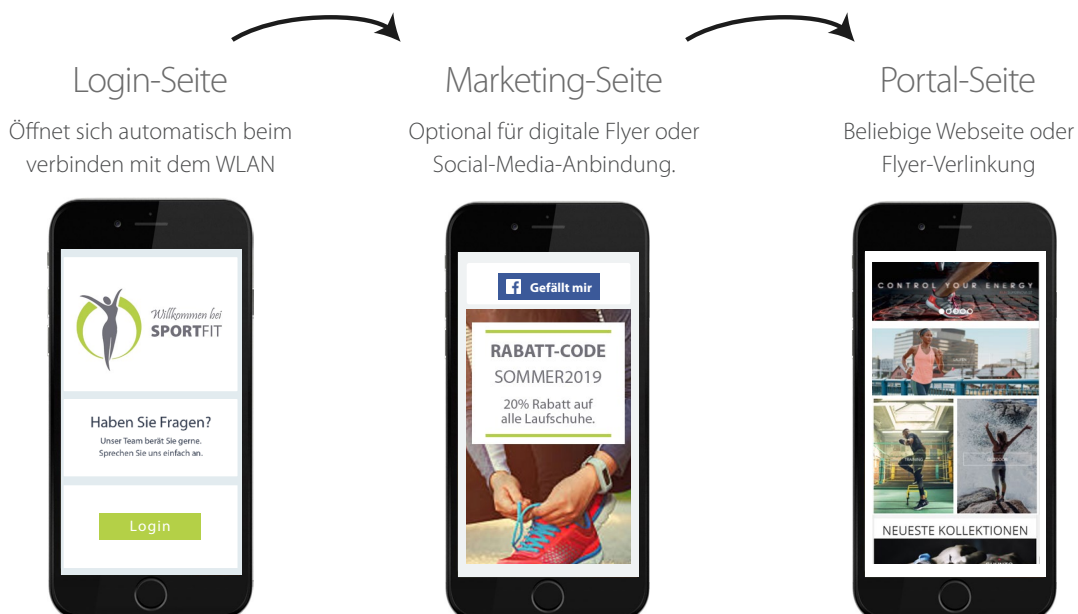 Login-Seite
Öffnet sich automatisch beim
verbinden mit dem WLAN
Willkommen bei
SPORTFIT
Haben Sie Fragen?
Unser Team berät Sie gerne.
Sprechen Sie uns einfach an.
Login
Marketing-Seite
Optional für digitale Flyer oder
Social-Media-Anbindung.
Gefällt mir
RABATT-CODE
SOMMER2019
20% Rabatt auf
alle Laufschuhe.
Portal-Seite
Beliebige Webseite oder
Flyer-Verlinkung
CONTROL YOUR ENERGY
TRAINING
NEUESTE KOLLEKTIONEN